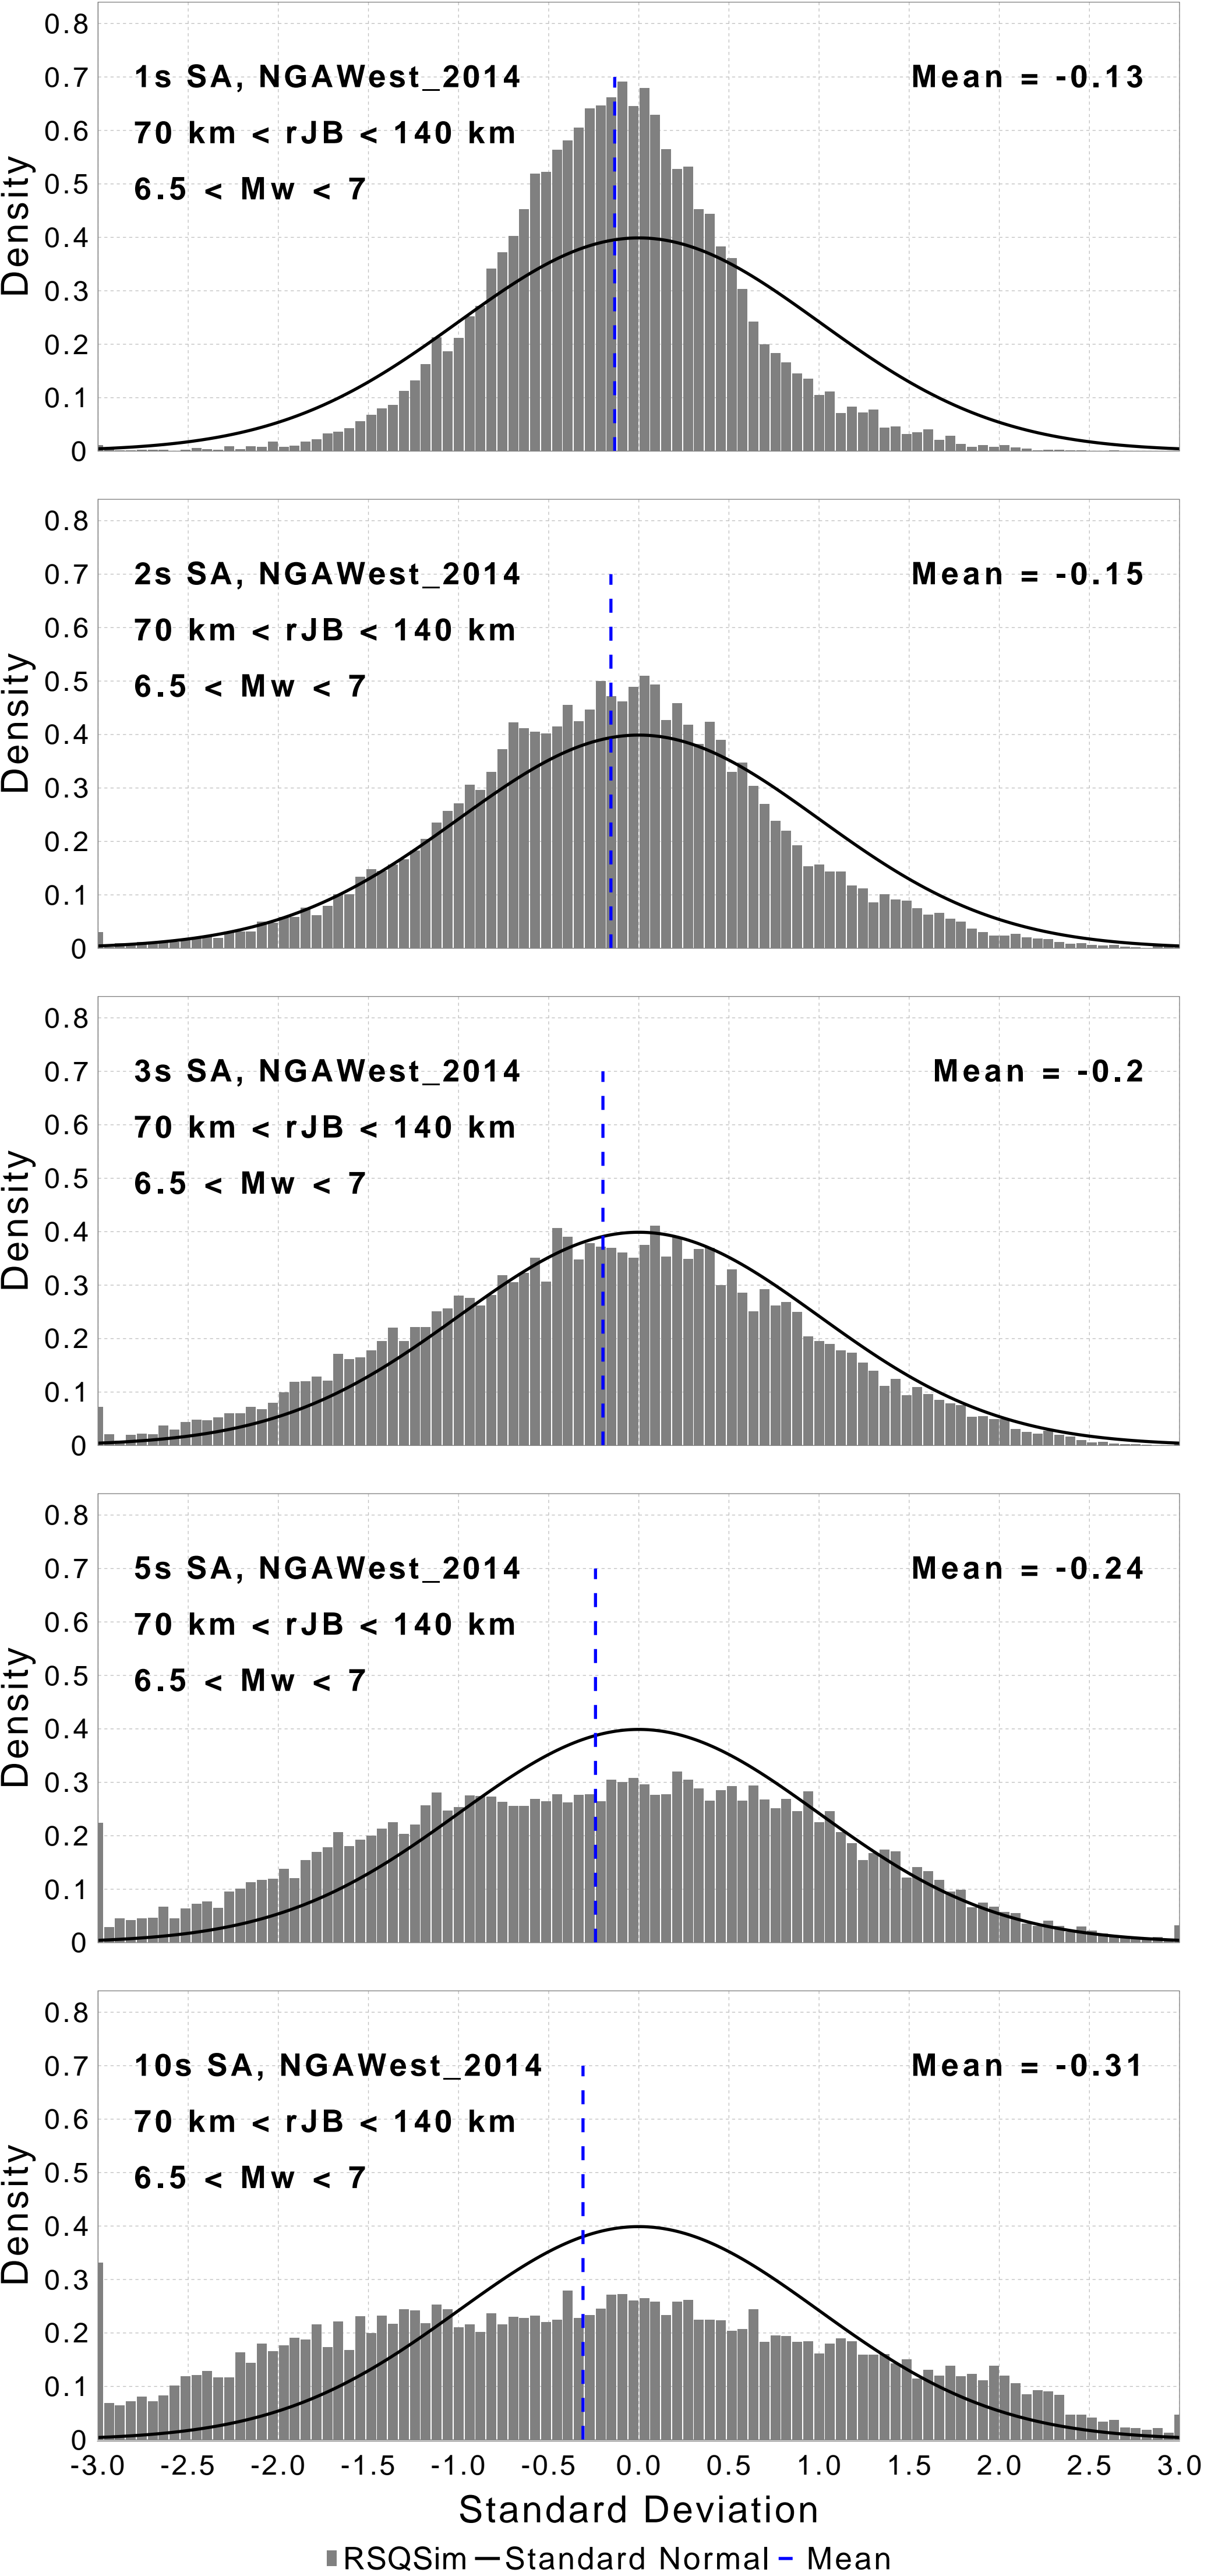 0.8
0.7
0.6
0.5
0.4
0.3
0.2
0.1
0
Density
1s SA, NGAWest_2014
Mean = -0.13
70 km < rJB < 140 km
6.5 < Mw < 7
0.8
0.7
0.6
0.5
0.4
0.3
0.2
0.1
0
Density
2s SA, NGAWest_2014
Mean = -0.15
70 km < rJB < 140 km
6.5 < Mw < 7
0.8
0.7
0.6
0.5
0.4
0.3
0.2
0.1
0
Density
3s SA, NGAWest_2014
Mean = -0.2
70 km < rJB < 140 km
6.5 < Mw < 7
0.8
0.7
0.6
0.5
0.4
0.3
0.2
0.1
0
Density
5s SA, NGAWest_2014
Mean = -0.24
70 km < rJB < 140 km
6.5 < Mw < 7
0.8
0.7
0.6
0.5
0.4
0.3
0.2
0.1
0
Density
10s SA, NGAWest_2014
Mean = -0.31
70 km < rJB < 140 km
6.5 < Mw < 7
-3.0 -2.5 -2.0 -1.5 -1.0 -0.5 0.0 0.5 1.0 1.5 2.0 2.5 3.0
Standard Deviation
RSQSim Standard Normal Mean